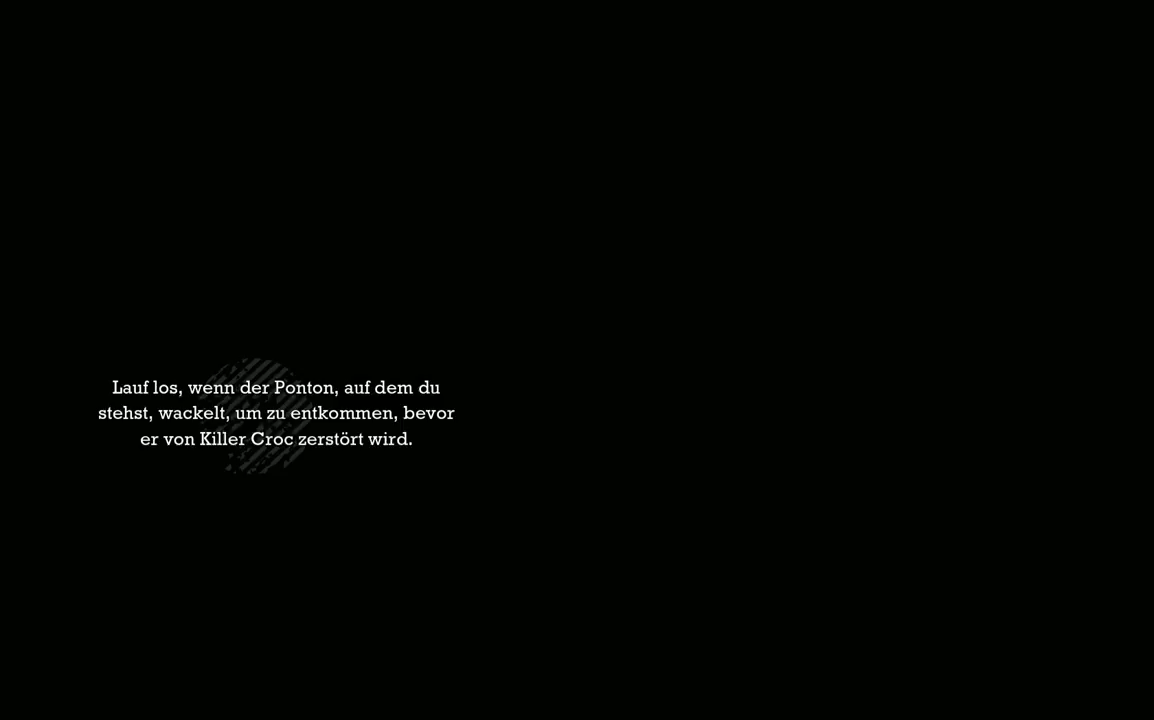 Lauf los, wenn der Ponton, auf dem du
stehst, wackelt, um zu entkommen, bevor
er von Killer Croc zerstört wird.